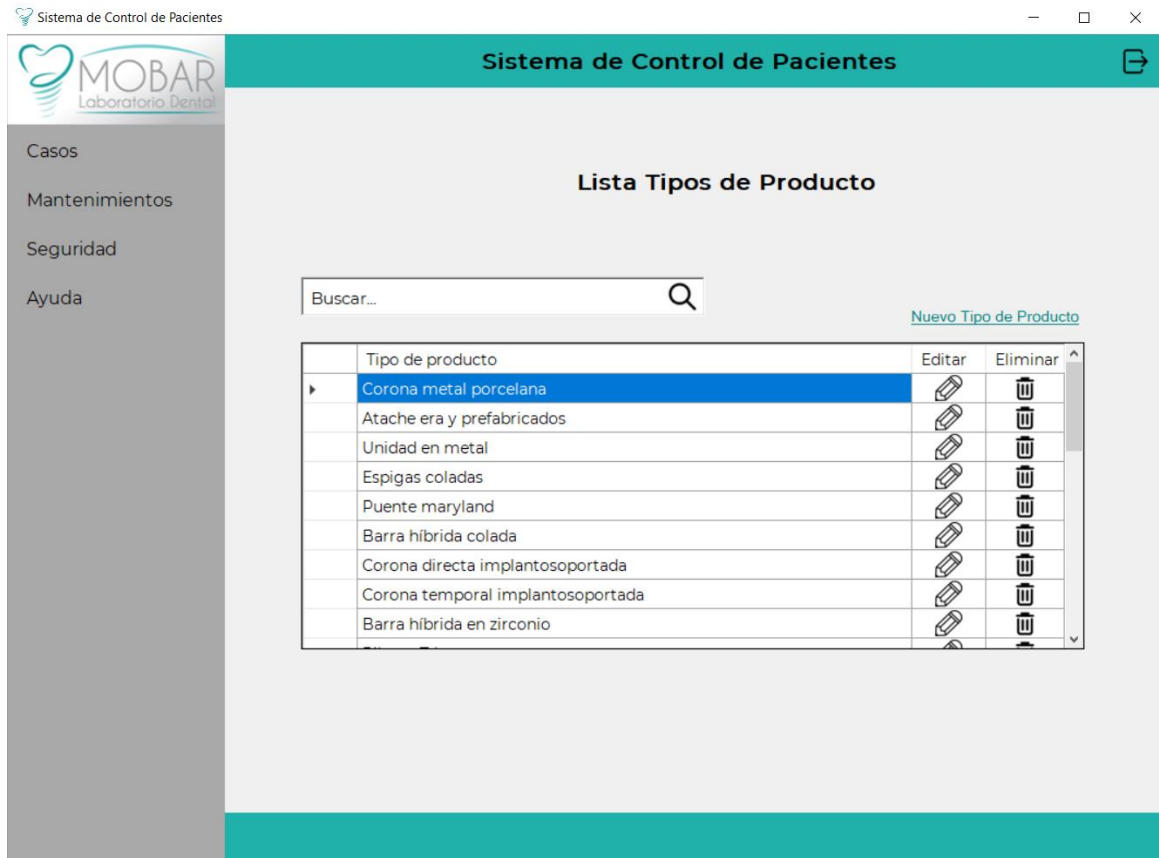 Sistema de Control de Pacientes
MOBAR
Laboratorio Dental
Sistema de Control de Pacientes
Casos
Mantenimientos
Seguridad
Ayuda
Lista Tipos de Producto
Buscar...
Nuevo Tipo de Producto
Tipo de producto Editar Eliminar
Corona metal porcelana
Atache era y prefabricados
Unidad en metal
Espigas coladas
Puente maryland
Barra híbrida colada
Corona directa implantosoportada
Corona temporal implantosoportada
Barra híbrida en zirconio